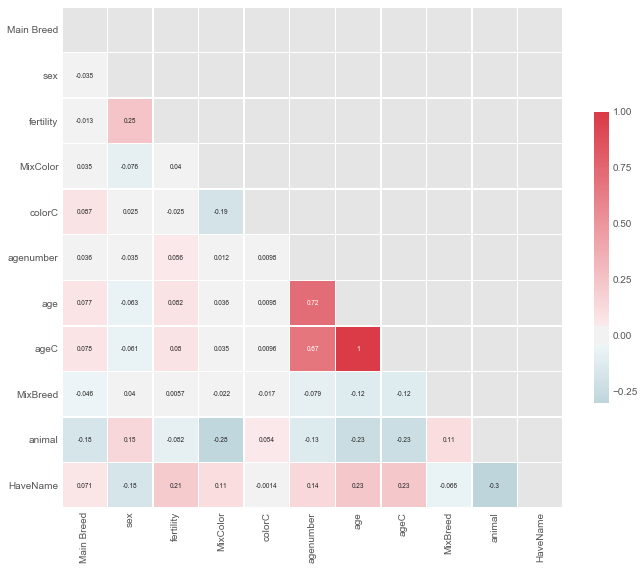 Main Breed
sex -0.035
fertility -0.013 0.25
MixColor 0.035 -0.076 0.04
colorC 0.087 0.025 -0.025 -0.19
agenumber 0.036 -0.035 0.056 0.012 0.0096
age 0.077 -0.063 0.082 0.036 0.0096 0.72
ageC 0.075 -0.061 0.08 0.035 0.0096 0.67 1
MixBreed -0.046 0.04 0.0057 -0.022 -0.017 -0.079 -0.12 -0.12
animal -0.18 0.15 -0.082 -0.28 0.054 -0.13 -0.23 -0.23 0.11
HaveName 0.071 -0.18 0.21 0.11 -0.0014 0.14 0.23 0.23 -0.066 -0.3
Main Breed sex fertility MixColor colorC agenumber age ageC MixBreed animal HaveName
1.00
0.75
0.50
0.25
0.00
−0.25